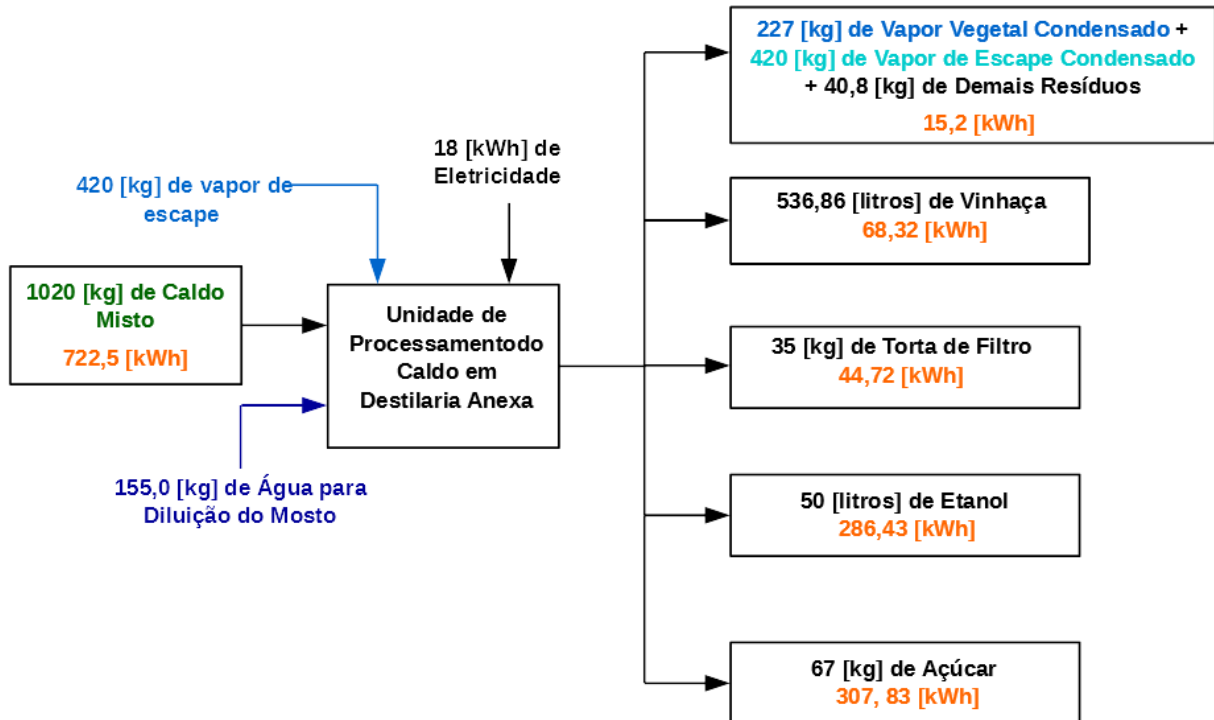 227 [kg] de Vapor Vegetal Condensado +
420 [kg] de Vapor de Escape Condensado
+ 40,8 [kg] de Demais Resíduos
15,2 [kWh]
18 [kWh] de
Eletricidade
420 [kg] de vapor de
escape
536,86 [litros] de Vinhaça
68,32 [kWh]
1020 [kg] de Caldo
Misto
722,5 [kWh]
Unidade de
Processamentodo
Caldo em
Destilaria Anexa
35 [kg] de Torta de Filtro
44,72 [kWh]
155,0 [kg] de Água para
Diluição do Mosto
50 [litros] de Etanol
286,43 [kWh]
67 [kg] de Açúcar
307, 83 [kWh]